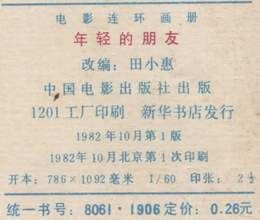 电影连环画册
年轻的朋友
改编：田小惠
中国电影出版社出版
1201工厂印刷 新华书店发行
1982年10月第1版
1982年10月北京第1次印刷
开本：786×1092毫米 1/60 印张：2½
统一书号：8061·1906 定价：0.26元